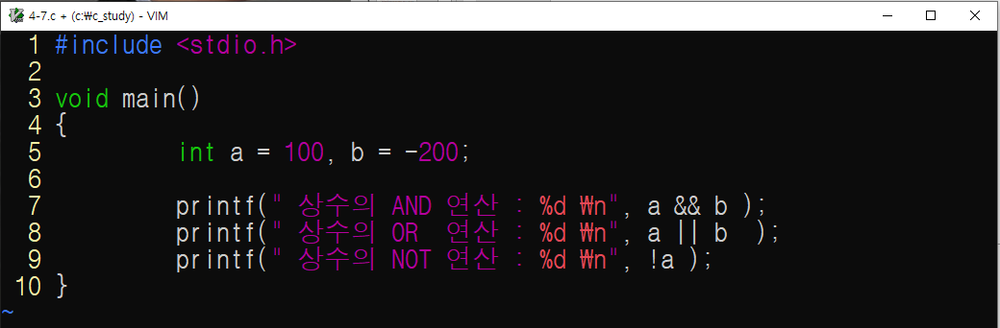 4-7.c + (c:₩c_study) - VIM
1 #include <stdio.h>
2
3 void main()
4 {
5 int a = 100, b = -200;
6
7 printf(" 상수의 AND 연산 : %d ₩n", a && b );
8 printf(" 상수의 OR  연산 : %d ₩n", a || b  );
9 printf(" 상수의 NOT 연산 : %d ₩n", !a );
10 }
~